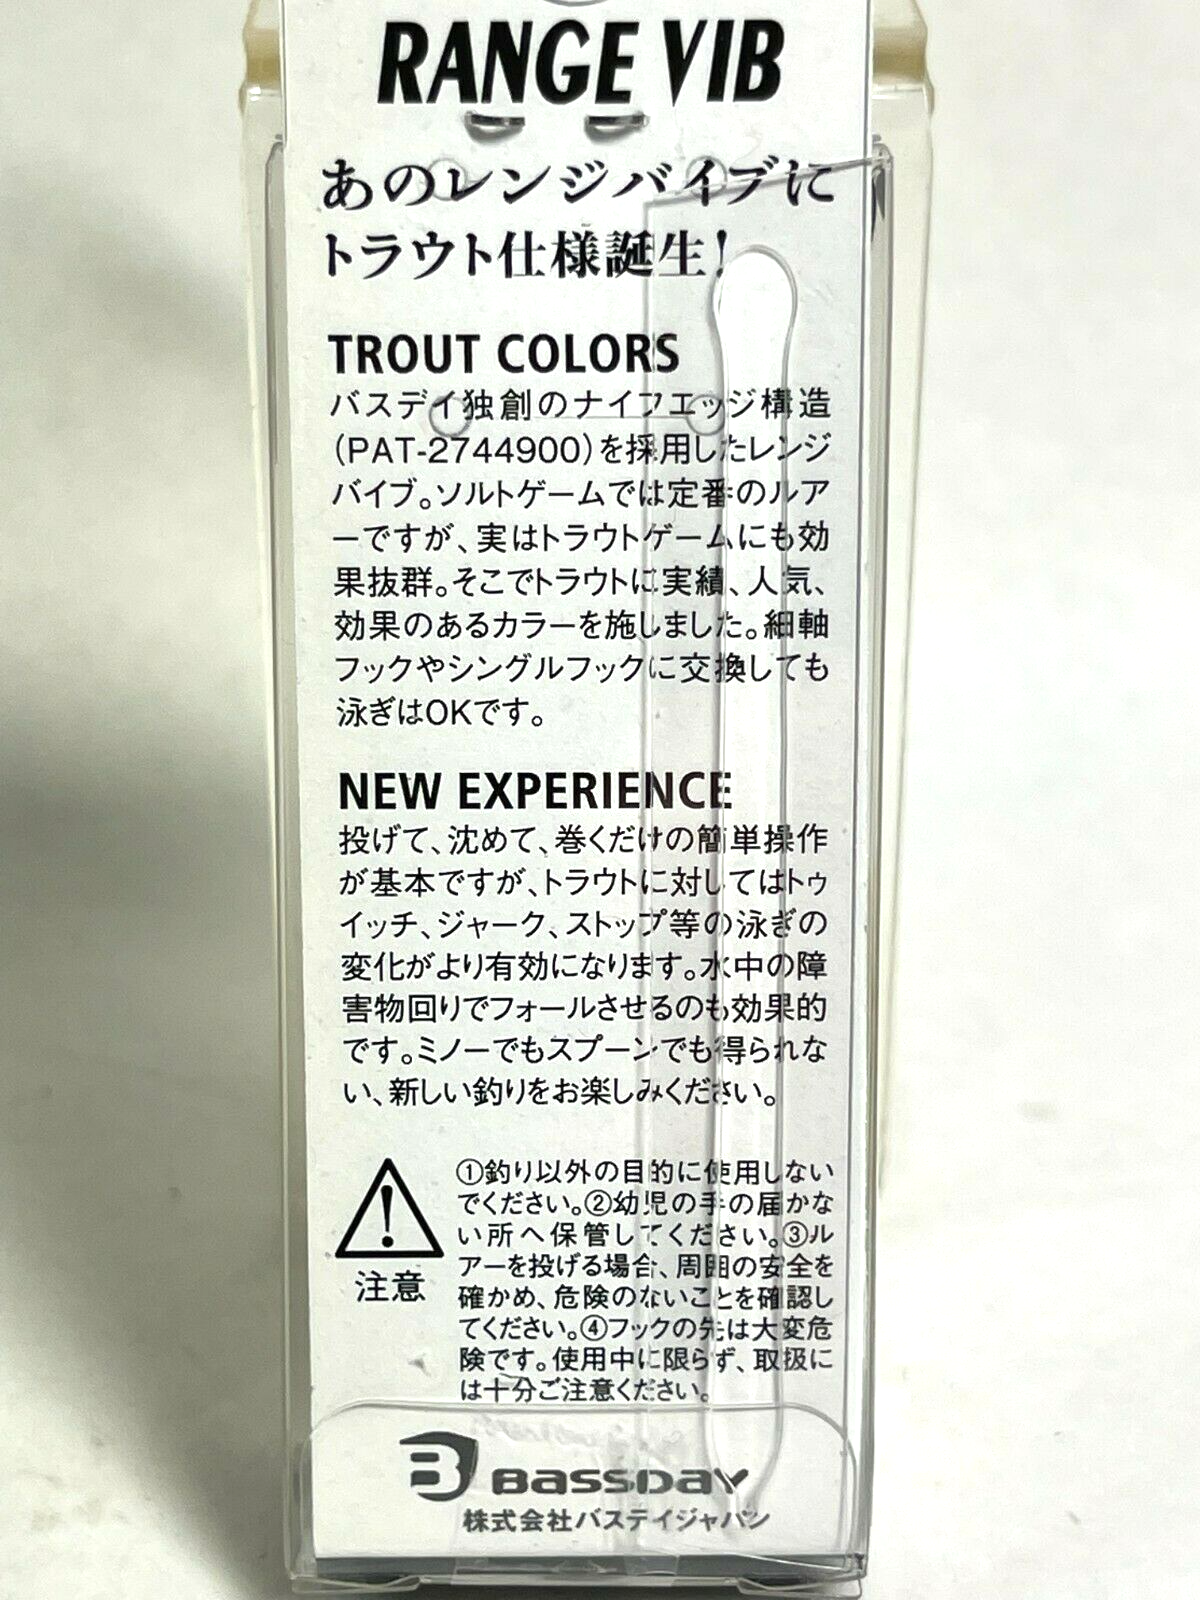 RANGE VIB
あのレンジバイブに
トラウト仕様誕生!
TROUT COLORS
バスデイ独創のナイフエッジ構造
(PAT-2744900)を採用したレンジ
バイブ。ソルトゲームでは定番のルア
ーですが、実はトラウトゲームにも効
果抜群。そこでトラウトに実績、人気、
効果のあるカラーを施しました。細軸
フックやシングルフックに交換しても
泳ぎはOKです。
NEW EXPERIENCE
投げて、沈めて、巻くだけの簡単操作
が基本ですが、トラウトに対してはトゥ
イッチ、ジャーク、ストップ等の泳ぎの
変化がより有効になります。水中の障
害物回りでフォールさせるのも効果的
です。ミノーでもスプーンでも得られな
い、新しい釣りをお楽しみください。
①釣り以外の目的に使用しない
でください。②幼児の手の届かな
い所へ保管してください。③ル
アーを投げる場合、周囲の安全を
確かめ、危険のないことを確認し
てください。④フックの先は大変危
険です。使用中に限らず、取扱に
は十分ご注意ください。
注意
BASSDAY
株式会社バスデイジャパン